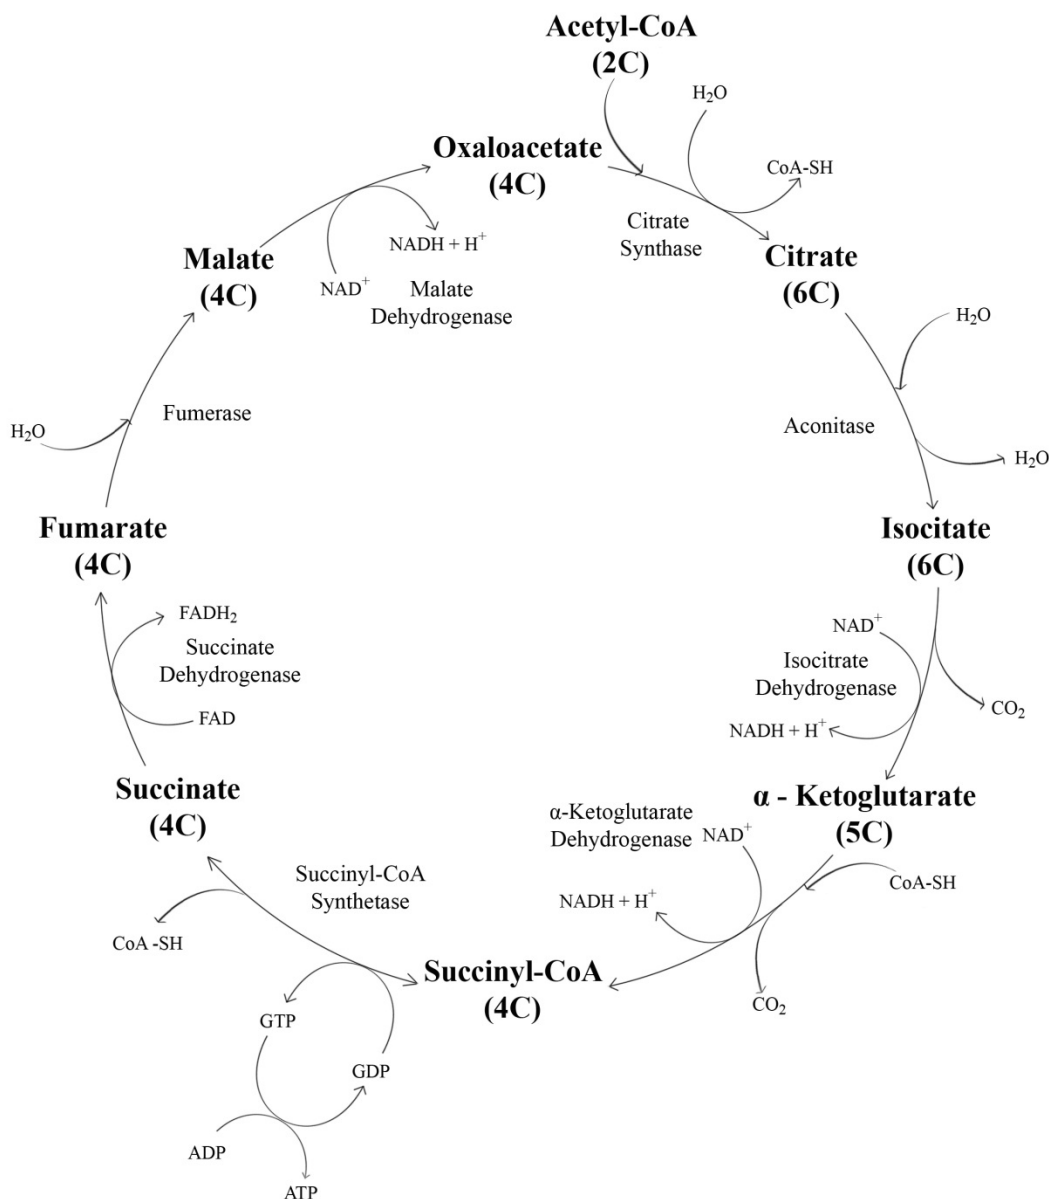 Acetyl-CoA
(2C)
H₂O
CoA-SH
Oxaloacetate
(4C)
Citrate
Synthase
Citrate
(6C)
H₂O
Aconitase
H₂O
Isocitate
(6C)
NAD⁺
Isocitrate
Dehydrogenase
NADH + H⁺
CO₂
α - Ketoglutarate
(5C)
α-Ketoglutarate
Dehydrogenase
NAD⁺
CoA-SH
NADH + H⁺
CO₂
Succinyl-CoA
(4C)
Succinyl-CoA
Synthetase
CoA -SH
GTP
GDP
ADP
ATP
Succinate
(4C)
FAD
Succinate
Dehydrogenase
FADH₂
Fumarate
(4C)
H₂O
Fumerase
Malate
(4C)
NAD⁺
NADH + H⁺
Malate
Dehydrogenase